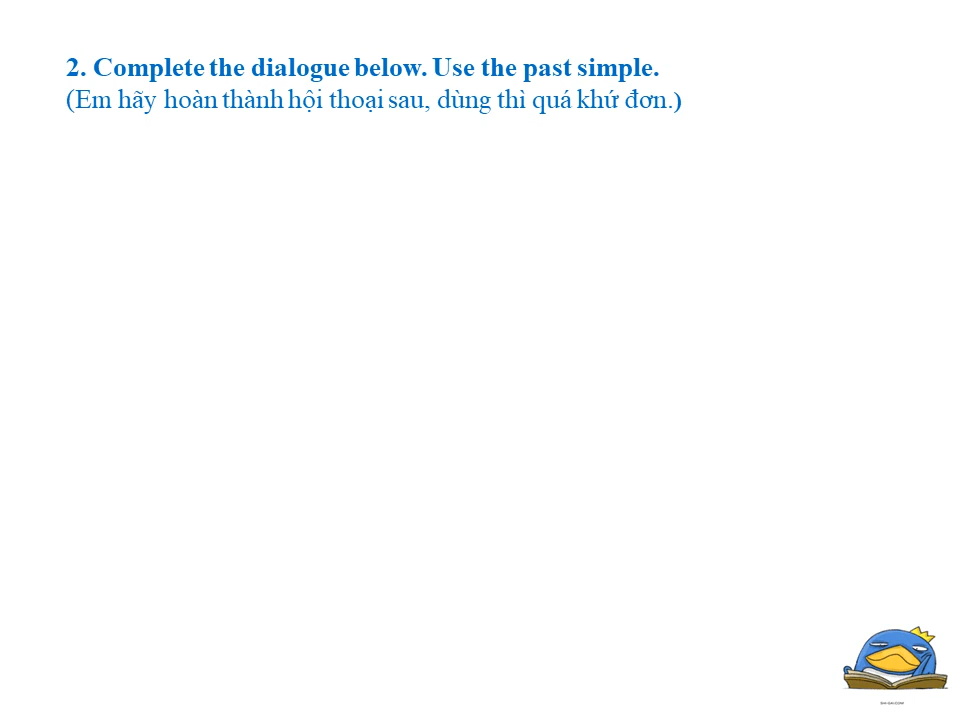 2. Complete the dialogue below. Use the past simple.
(Em hãy hoàn thành hội thoại sau, dùng thì quá khứ đơn.)